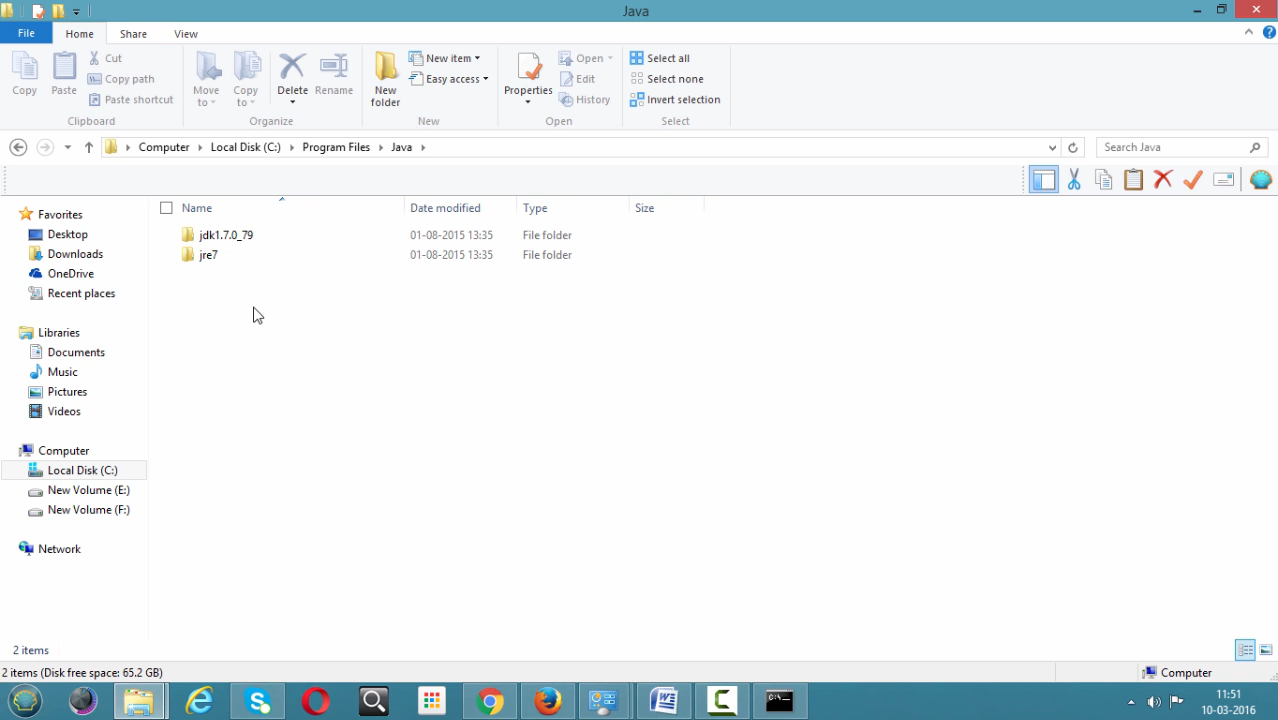 Java
File Home Share View
Copy
Paste
Cut
Copy path
Paste shortcut
Clipboard
Move to
Copy to
Delete
Rename
Organize
New folder
New item
Easy access
New
Properties
Open
Edit
History
Open
Select all
Select none
Invert selection
Select
Computer Local Disk (C:) Program Files Java
Search Java
Name Date modified Type Size
jdk1.7.0_79 01-08-2015 13:35 File folder
jre7 01-08-2015 13:35 File folder
Favorites
Desktop
Downloads
OneDrive
Recent places
Libraries
Documents
Music
Pictures
Videos
Computer
Local Disk (C:)
New Volume (E:)
New Volume (F:)
Network
2 items
2 items (Disk free space: 65.2 GB)
Computer
11:51
10-03-2016